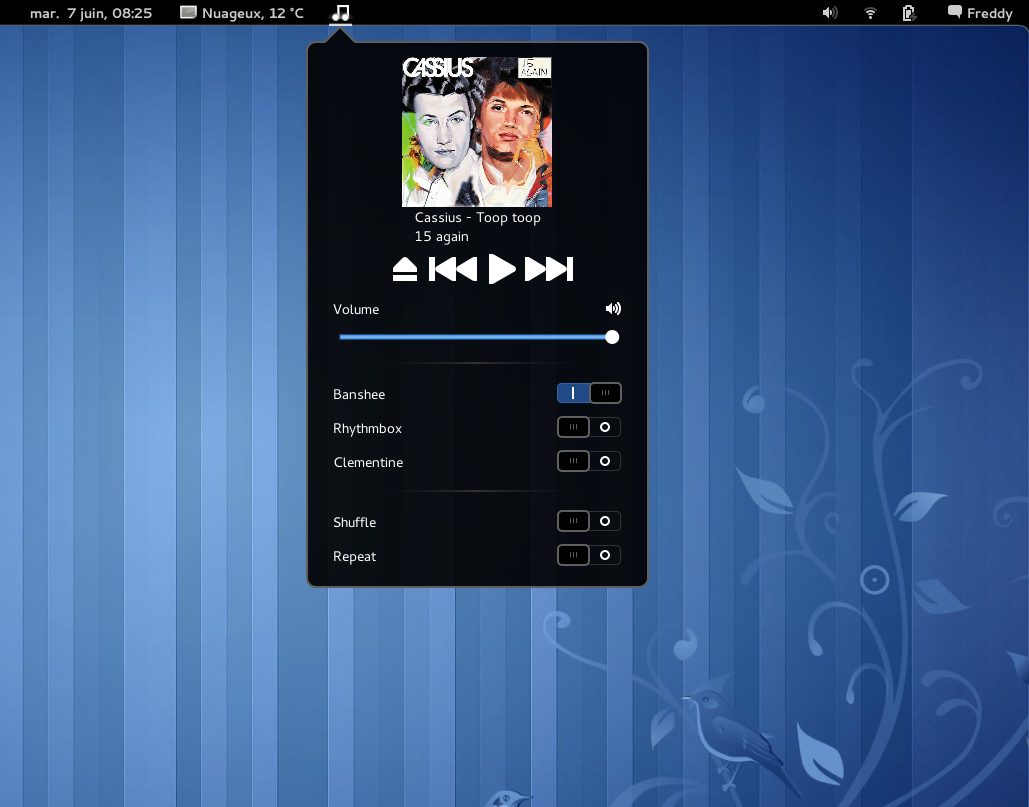 mar. 7 juin, 08:25
Nuageux, 12 °C
Freddy
CASSIUS
15
AGAIN
Cassius - Toop toop
15 again
Volume
Banshee
Rhythmbox
Clementine
Shuffle
Repeat